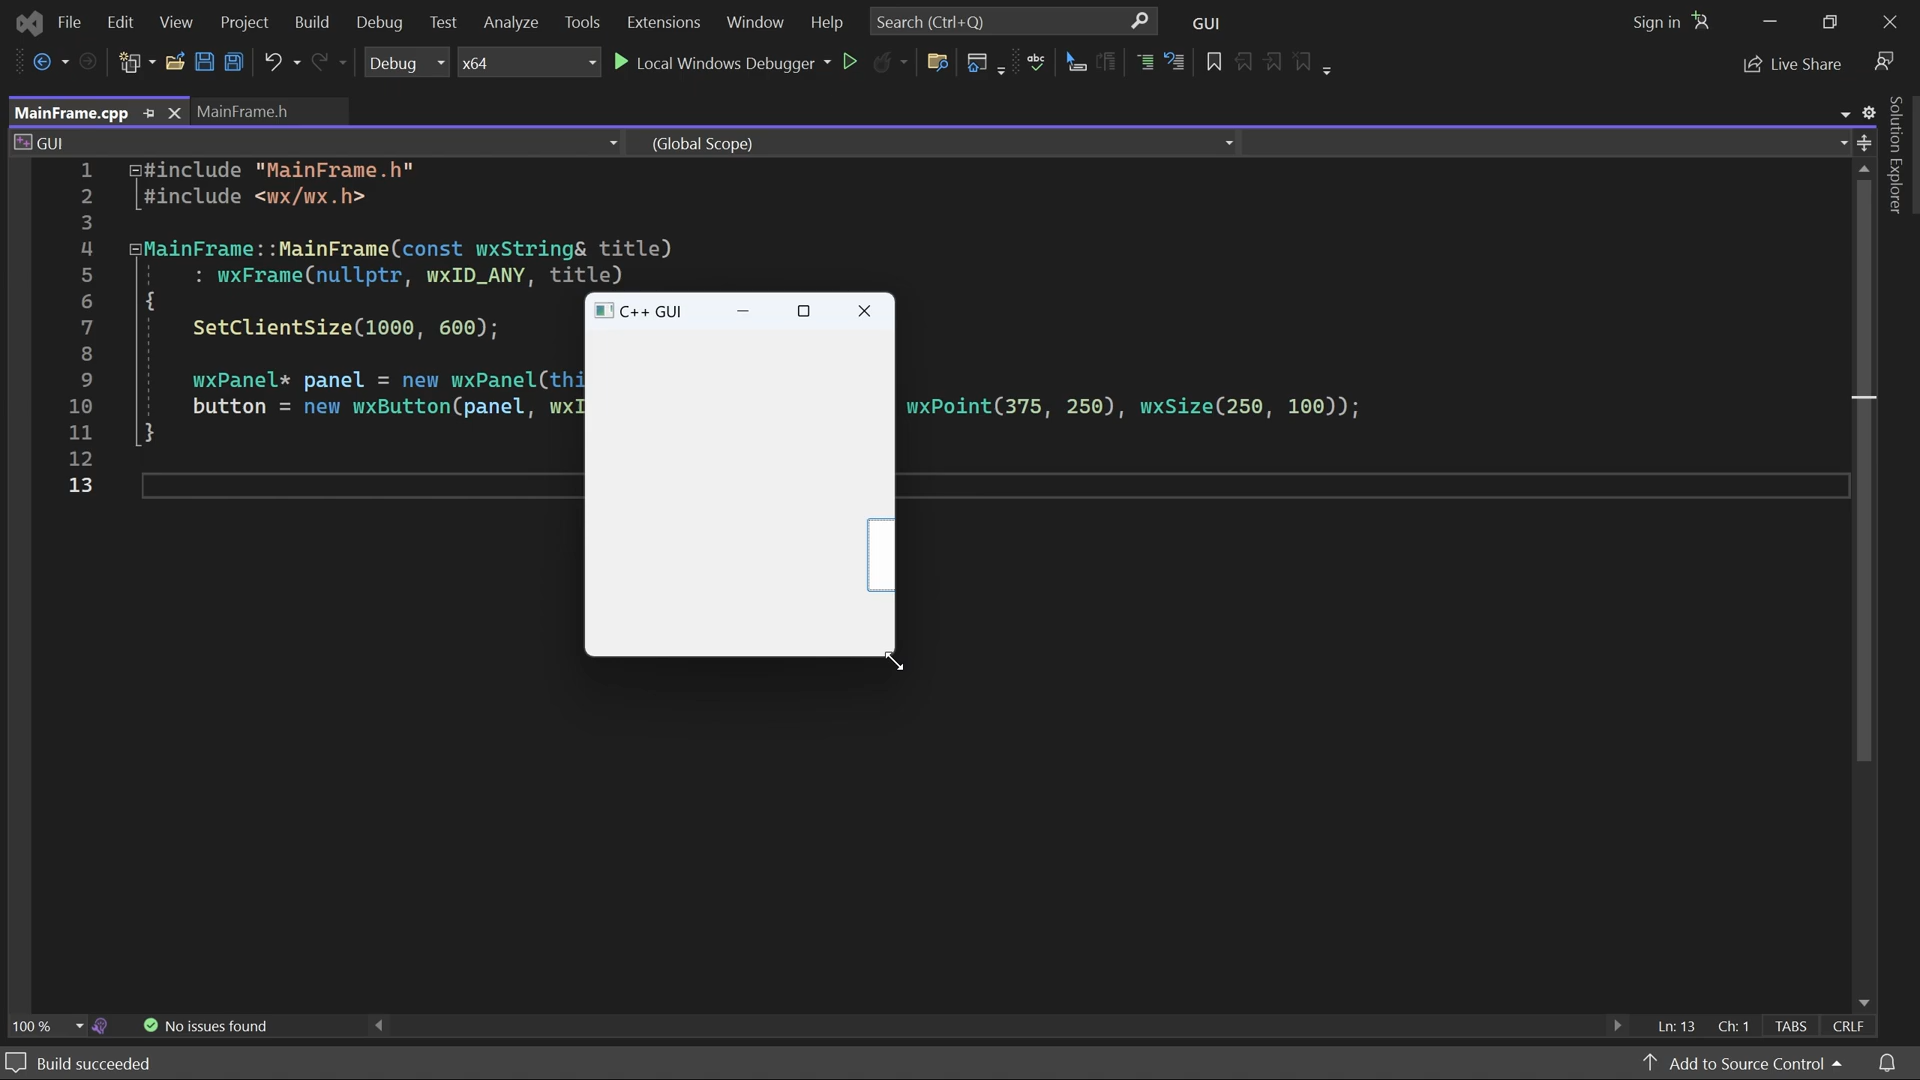 File Edit View Project Build Debug Test Analyze Tools Extensions Window Help Search (Ctrl+Q) GUI Sign in
Debug x64 Local Windows Debugger abc Live Share
MainFrame.cpp MainFrame.h
GUI (Global Scope)
Solution Explorer
1 #include "MainFrame.h"
2 #include <wx/wx.h>
3
4 MainFrame::MainFrame(const wxString& title)
5 : wxFrame(nullptr, wxID_ANY, title)
6 {
7 SetClientSize(1000, 600);
8
9 wxPanel* panel = new wxPanel(thi
10 button = new wxButton(panel, wxI wxPoint(375, 250), wxSize(250, 100));
11 }
12
13
C++ GUI
100 % No issues found Ln: 13 Ch: 1 TABS CRLF
Build succeeded Add to Source Control